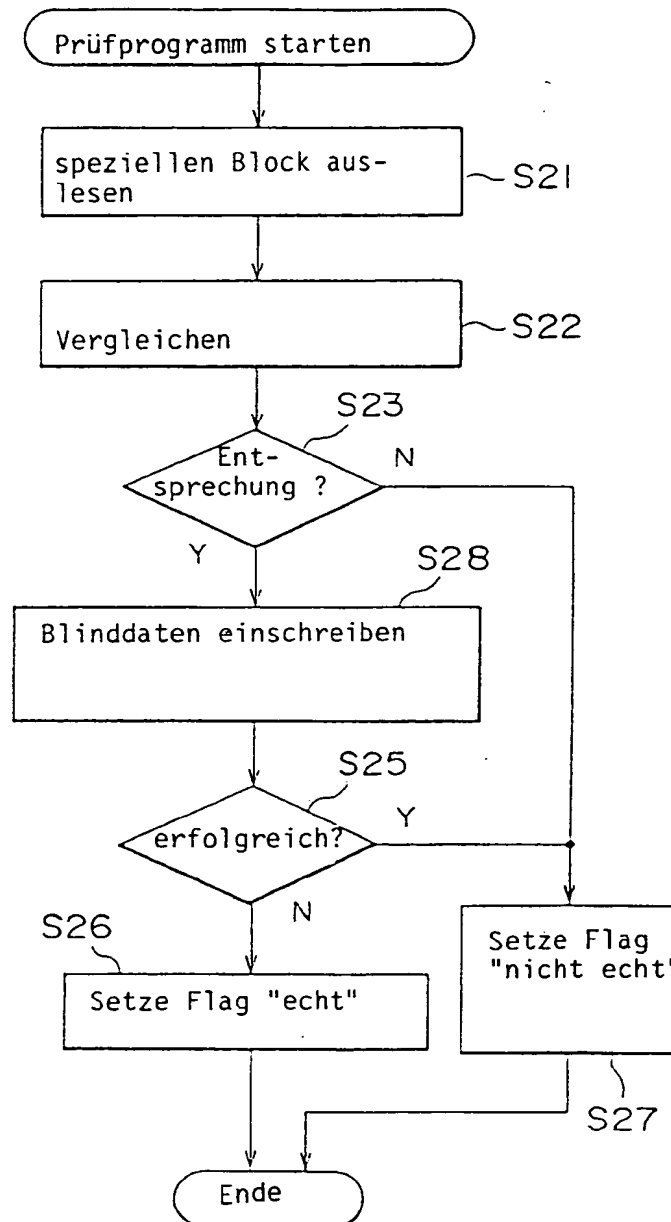 Prüfprogramm starten
speziellen Block aus-
lesen
S21
Vergleichen
S22
S23
Ent-
sprechung ?
N
Y
S28
Blinddaten einschreiben
S25
erfolgreich?
Y
N
S26
Setze Flag "echt"
Setze Flag
"nicht echt"
S27
Ende